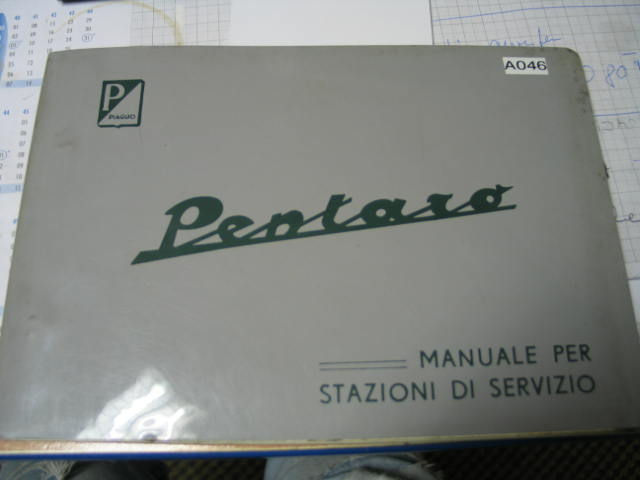 A046
P
PIAGGIO
Pentaro
MANUALE PER
STAZIONI DI SERVIZIO